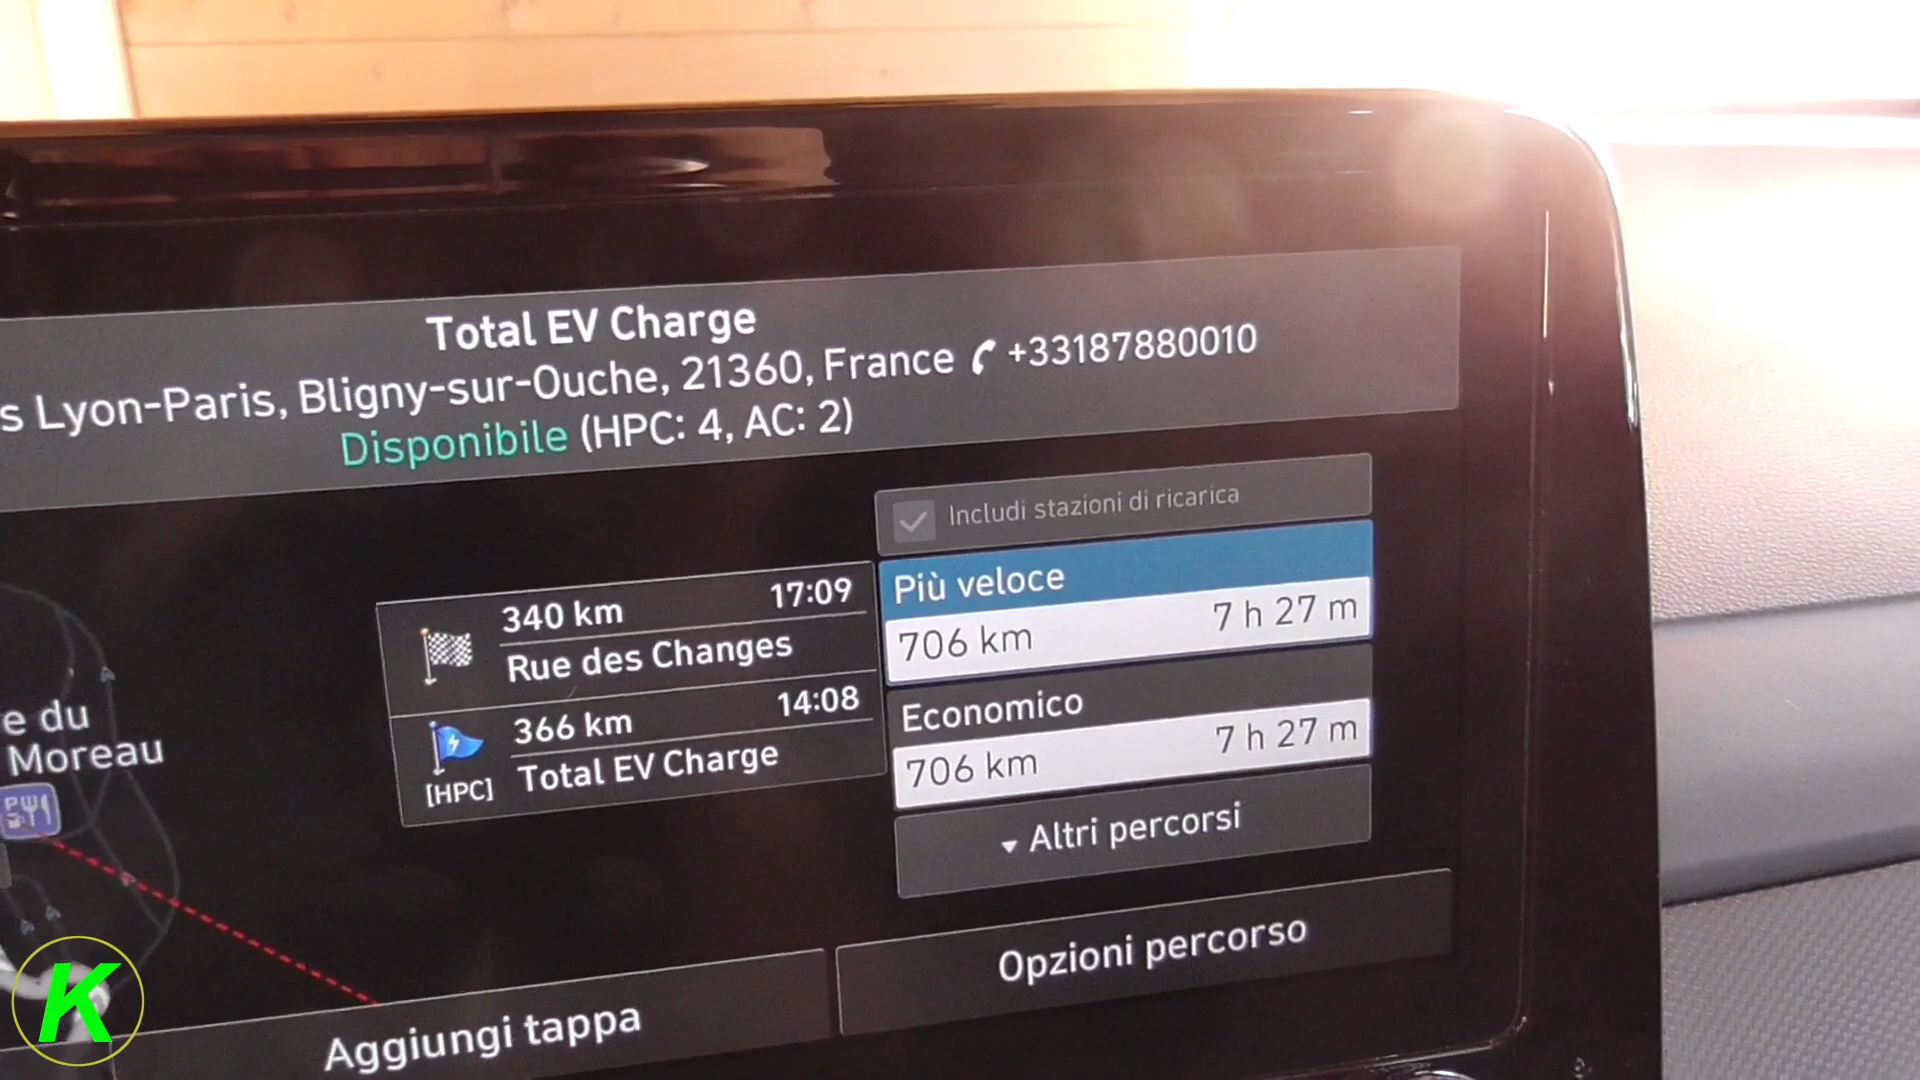 Total EV Charge
s Lyon-Paris, Bligny-sur-Ouche, 21360, France +33187880010
Disponibile (HPC: 4, AC: 2)
Includi stazioni di ricarica
340 km 17:09
Rue des Changes
366 km 14:08
[HPC] Total EV Charge
Più veloce
706 km 7 h 27 m
Economico
706 km 7 h 27 m
Altri percorsi
e du
Moreau
P
Aggiungi tappa
Opzioni percorso
K